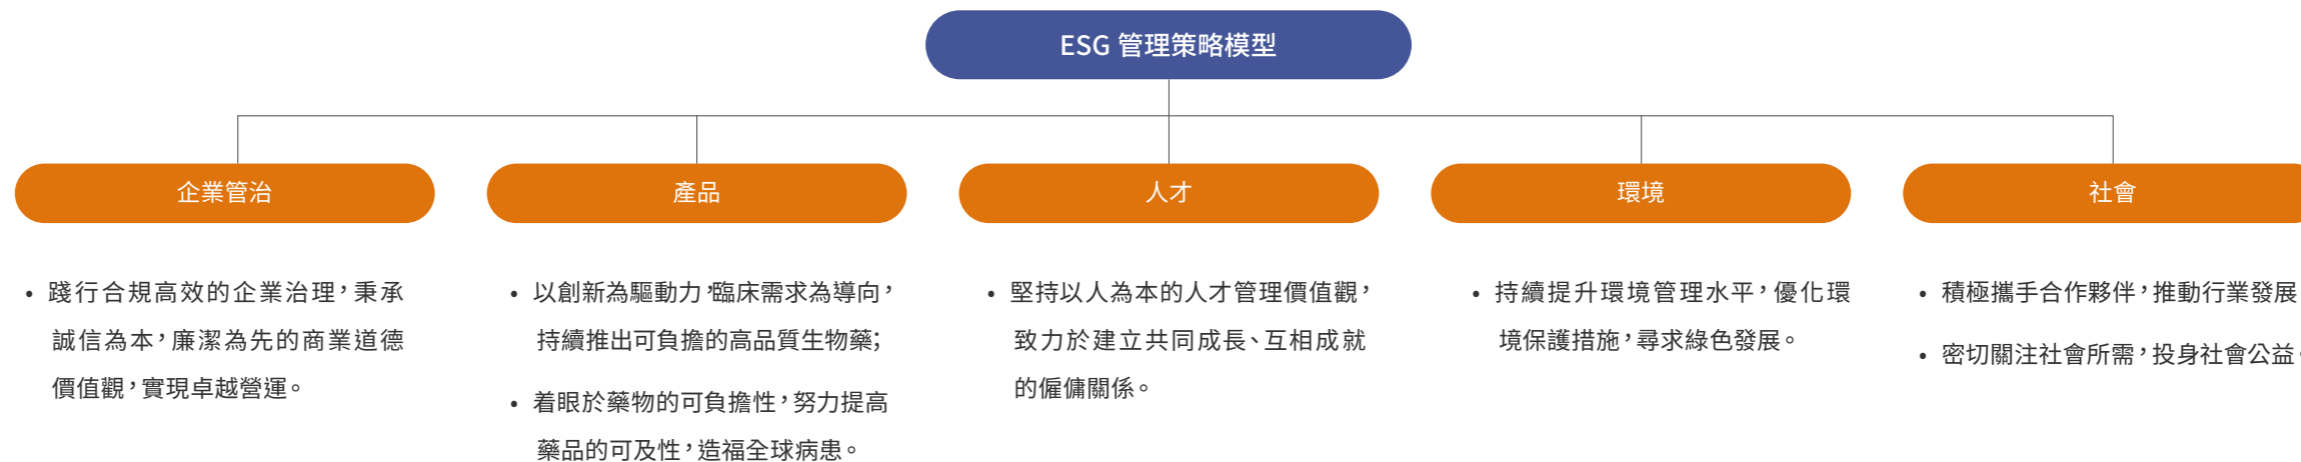 ESG 管理策略模型
企業管治
產品
人才
環境
社會
• 踐行合規高效的企業治理，秉承
誠信為本，廉潔為先的商業道德
價值觀，實現卓越營運。
• 以創新為驅動力，臨床需求為導向，
持續推出可負擔的高品質生物藥；
• 着眼於藥物的可負擔性，努力提高
藥品的可及性，造福全球病患。
• 堅持以人為本的人才管理價值觀，
致力於建立共同成長、互相成就
的僱傭關係。
• 持續提升環境管理水平，優化環
境保護措施，尋求綠色發展。
• 積極攜手合作夥伴，推動行業發展
• 密切關注社會所需，投身社會公益。